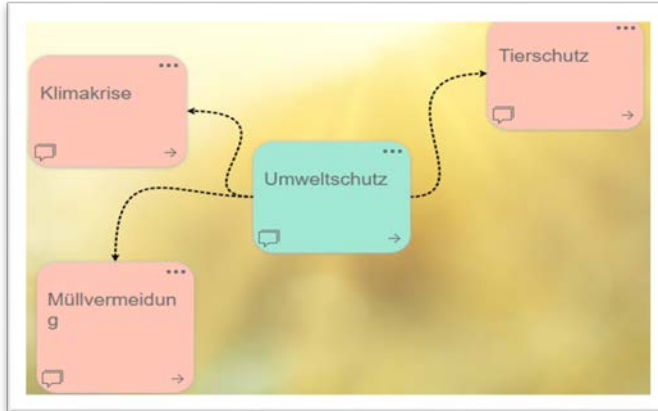 Tierschutz
Klimakrise
Umweltschutz
Müllvermeidun
g